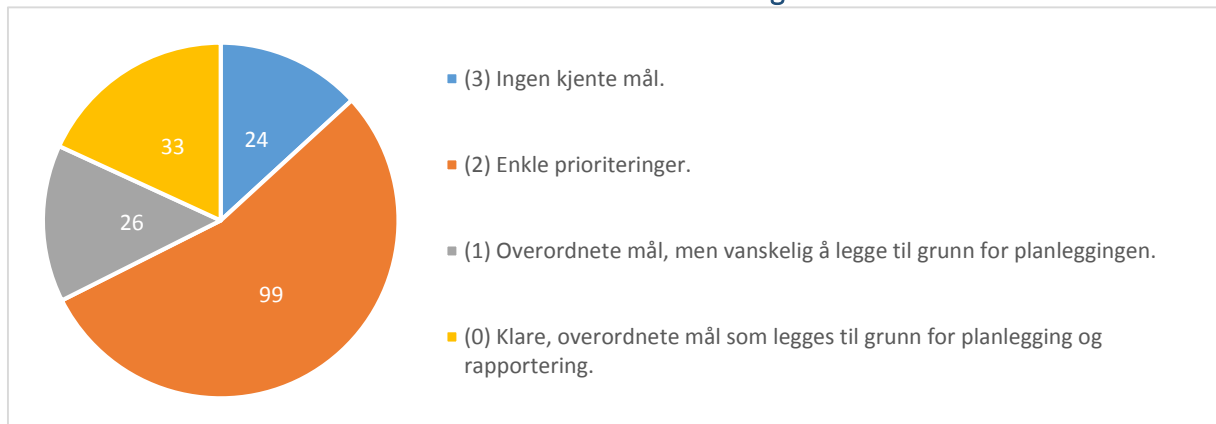 24
99
26
33
(3) Ingen kjente mål.
(2) Enkle prioriteringer.
(1) Overordnete mål, men vanskelig å legge til grunn for planleggingen.
(0) Klare, overordnete mål som legges til grunn for planlegging og
rapportering.